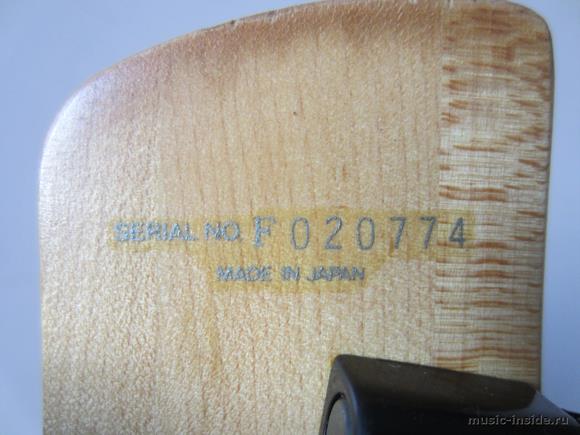 SERIAL NO. F 020774
MADE IN JAPAN
music-inside.ru